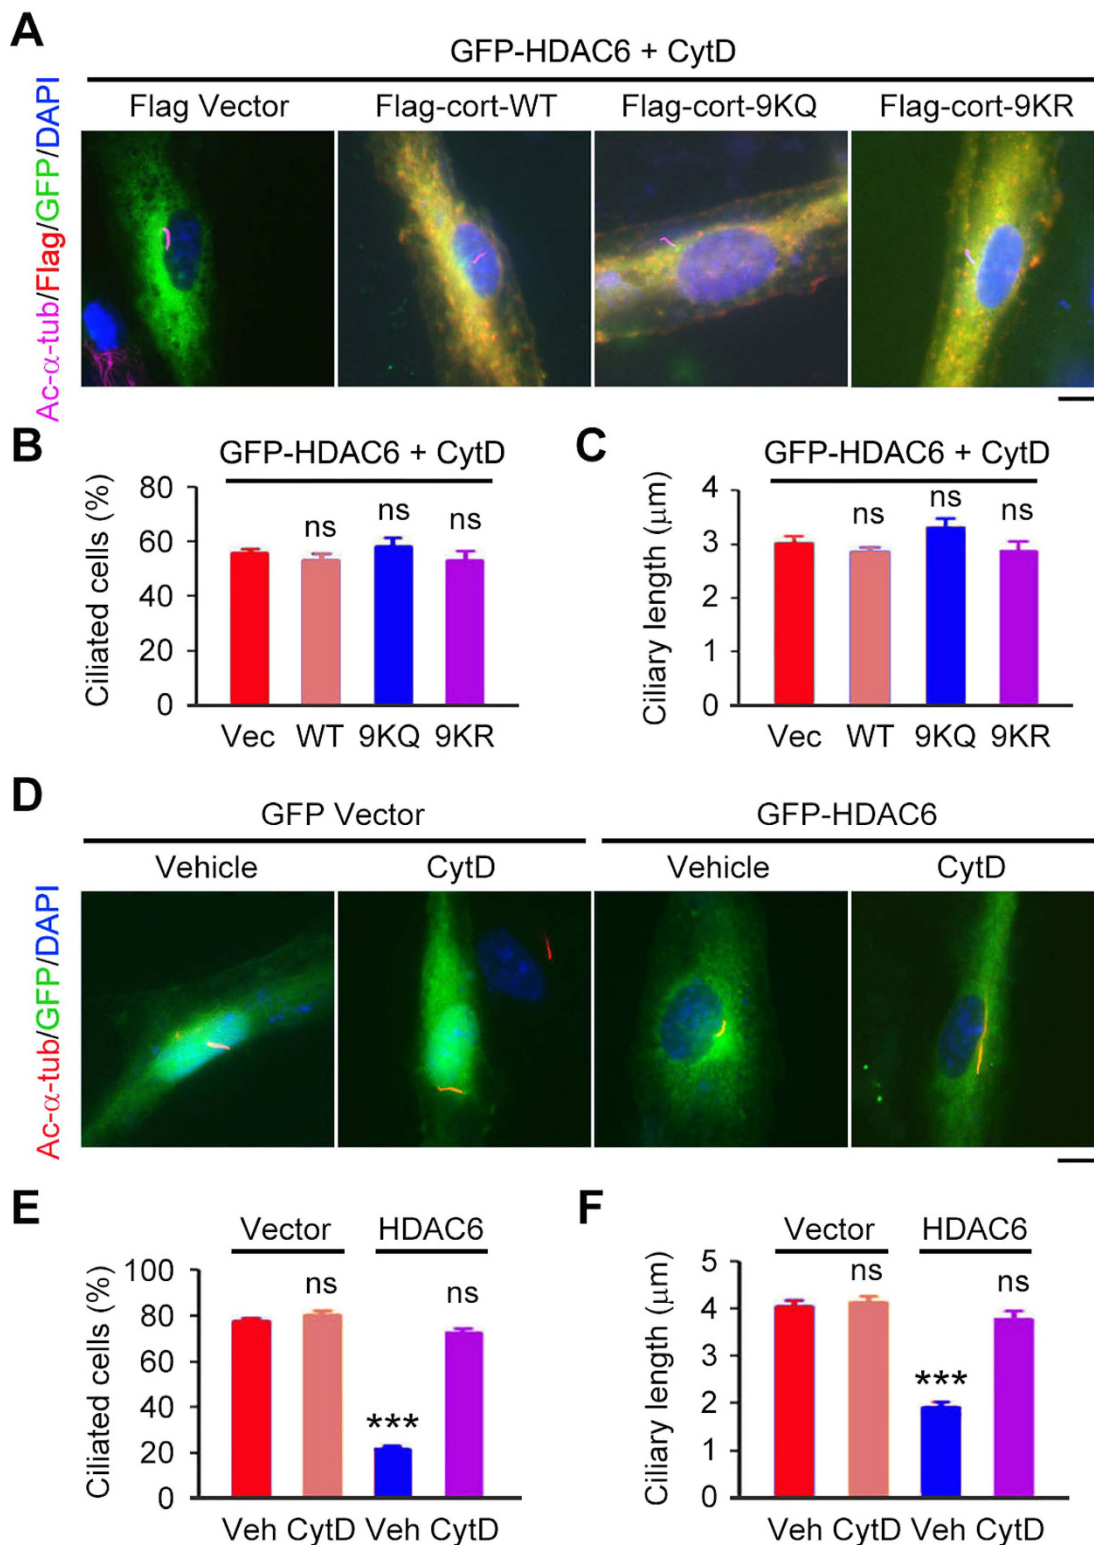 A
GFP-HDAC6 + CytD
Flag Vector Flag-cort-WT Flag-cort-9KQ Flag-cort-9KR
Ac-α-tub/Flag/GFP/DAPI
B
GFP-HDAC6 + CytD
Ciliated cells (%)
80
60
40
20
0
ns ns ns
Vec WT 9KQ 9KR
C
GFP-HDAC6 + CytD
Ciliary length (μm)
4
3
2
1
0
ns ns ns
Vec WT 9KQ 9KR
D
GFP Vector GFP-HDAC6
Vehicle CytD Vehicle CytD
Ac-α-tub/GFP/DAPI
E
Vector HDAC6
Ciliated cells (%)
100
80
60
40
20
0
ns *** ns
Veh CytD Veh CytD
F
Vector HDAC6
Ciliary length (μm)
5
4
3
2
1
0
ns *** ns
Veh CytD Veh CytD